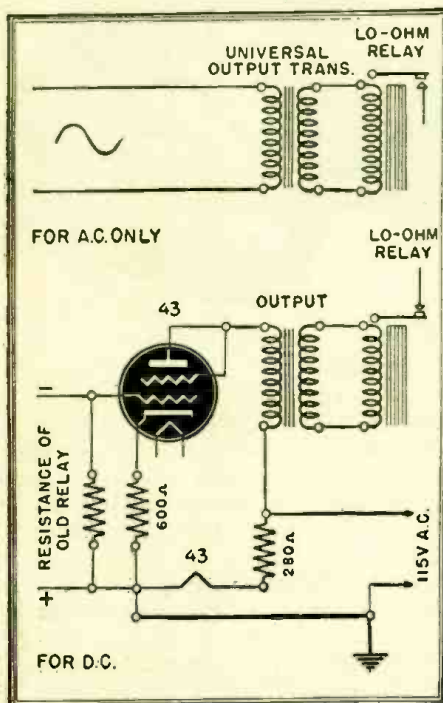 LO-OHM
RELAY
UNIVERSAL
OUTPUT TRANS.
FOR A.C. ONLY
LO-OHM
RELAY
OUTPUT
43
–
RESISTANCE OF
OLD RELAY
600Ω
43
280Ω
115V A.C.
+
FOR D.C.